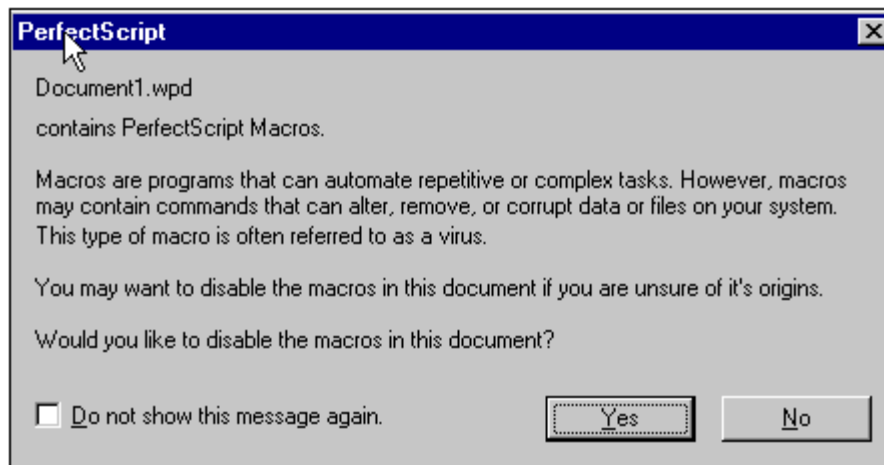 PerfectScript
Document1.wpd
contains PerfectScript Macros.
Macros are programs that can automate repetitive or complex tasks. However, macros
may contain commands that can alter, remove, or corrupt data or files on your system.
This type of macro is often referred to as a virus.
You may want to disable the macros in this document if you are unsure of it's origins.
Would you like to disable the macros in this document?
Do not show this message again.
Yes
No